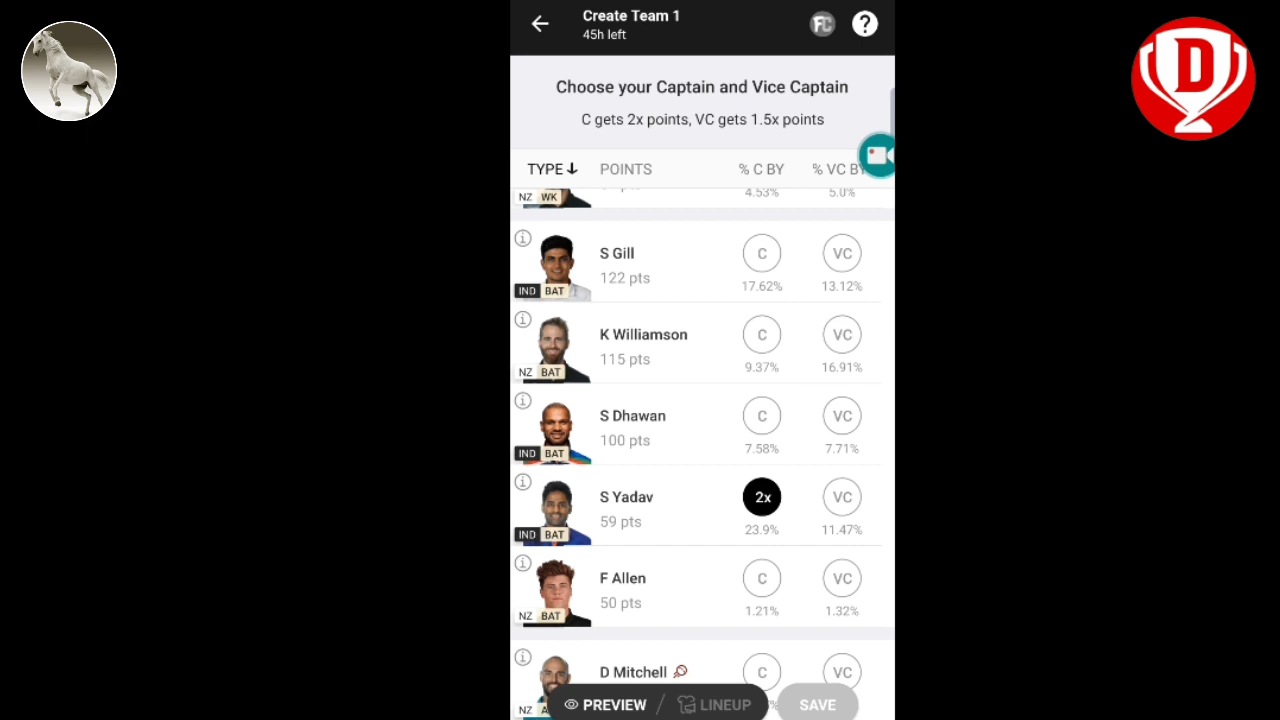 Create Team 1
45h left
FC
?
D
Choose your Captain and Vice Captain
C gets 2x points, VC gets 1.5x points
TYPE↓ POINTS % C BY % VC BY
NZ WK 4.53% 5.0%
S Gill
122 pts
C VC
17.62% 13.12%
IND BAT
K Williamson
115 pts
C VC
9.37% 16.91%
NZ BAT
S Dhawan
100 pts
C VC
7.58% 7.71%
IND BAT
S Yadav
59 pts
2x VC
23.9% 11.47%
IND BAT
F Allen
50 pts
C VC
1.21% 1.32%
NZ BAT
D Mitchell
C VC
NZ
PREVIEW / LINEUP SAVE